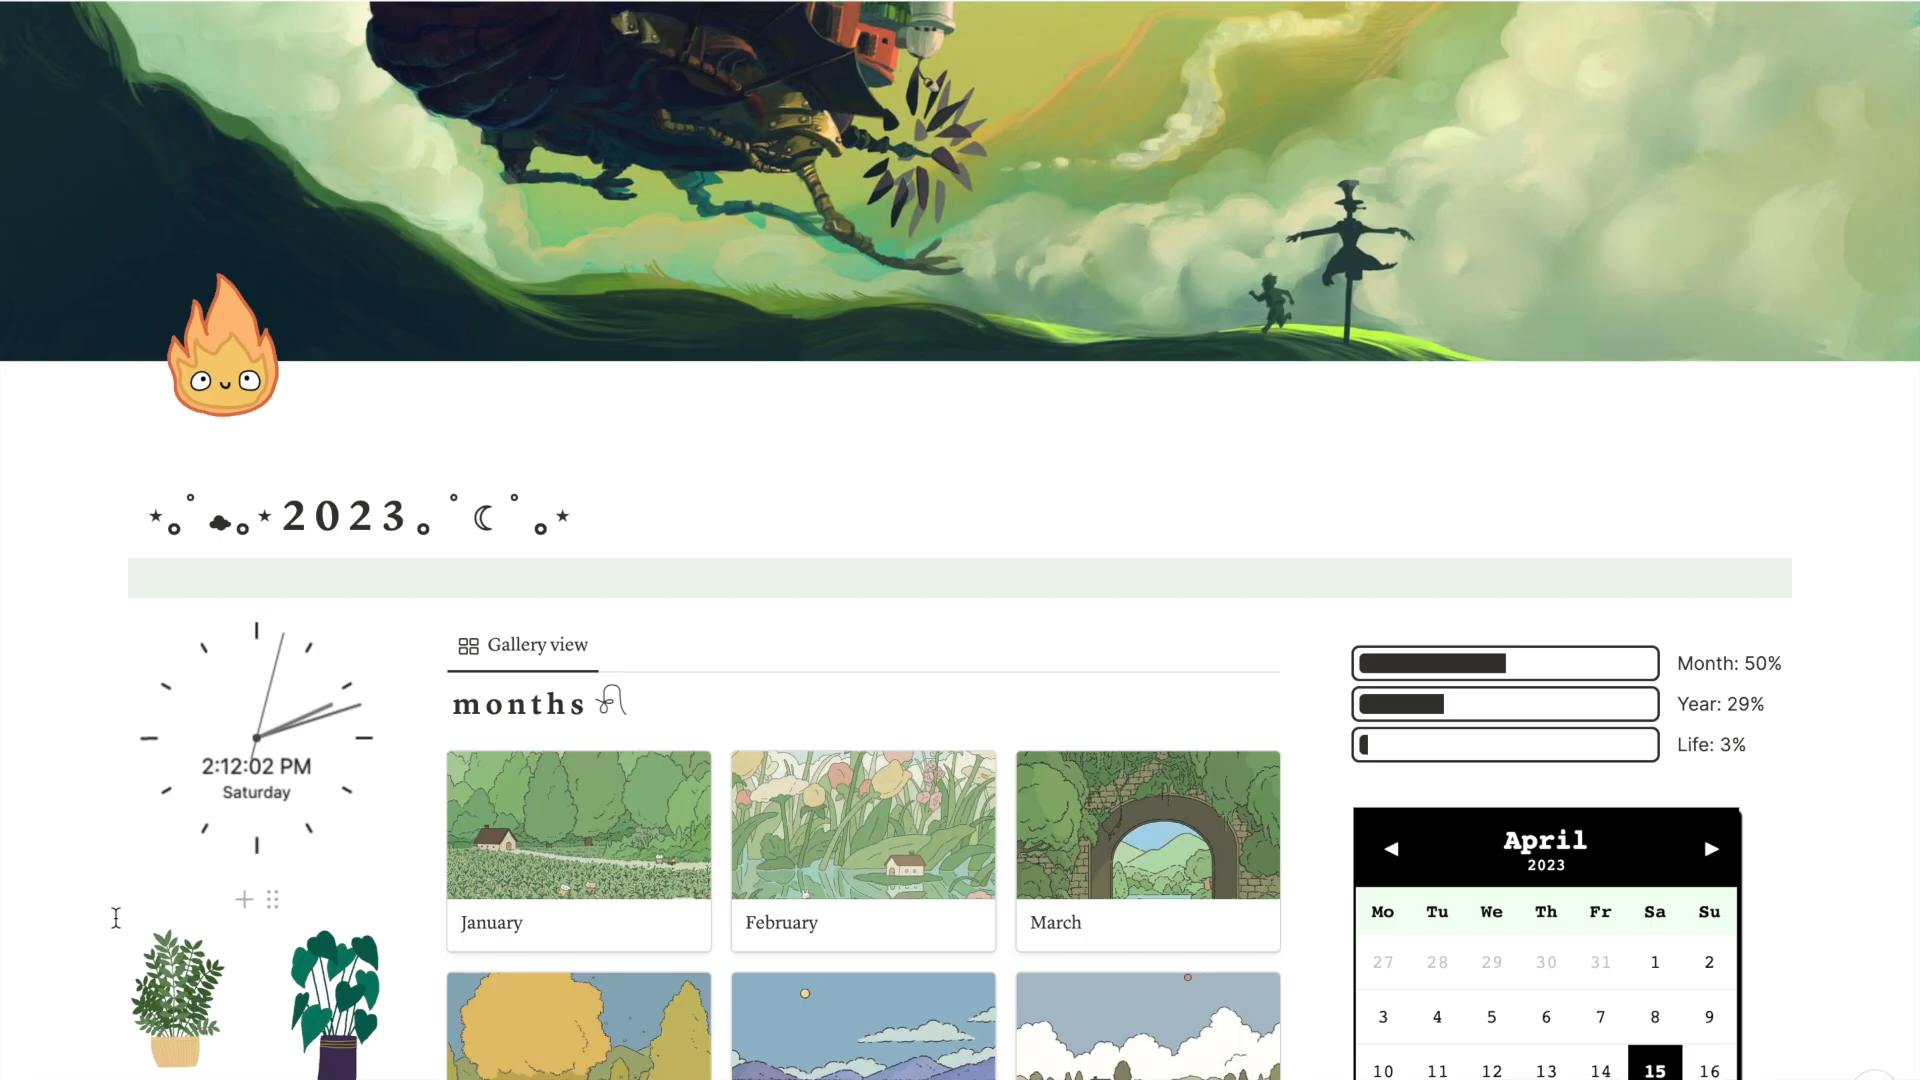 ⋆｡ﾟ☁︎｡⋆2023｡ ﾟ☾ ﾟ｡⋆
2:12:02 PM
Saturday
Gallery view
months
January
February
March
Month: 50%
Year: 29%
Life: 3%
April
2023
Mo Tu We Th Fr Sa Su
27 28 29 30 31 1 2
3 4 5 6 7 8 9
10 11 12 13 14 15 16